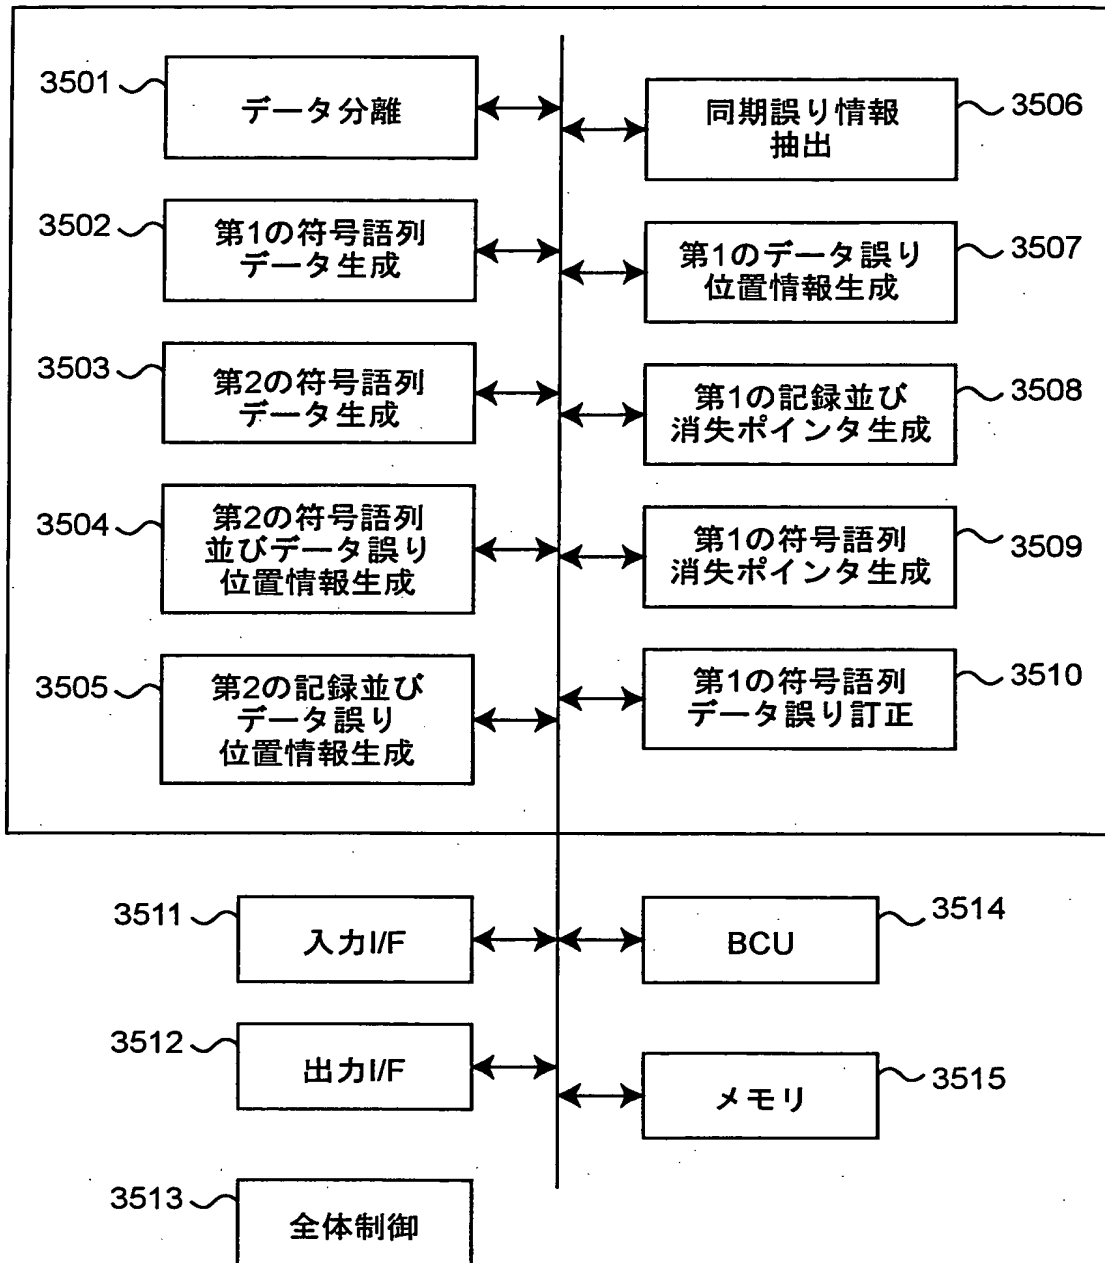 3501
データ分離
3506
同期誤り情報
抽出
3502
第1の符号語列
データ生成
3507
第1のデータ誤り
位置情報生成
3503
第2の符号語列
データ生成
3508
第1の記録並び
消失ポインタ生成
3504
第2の符号語列
並びデータ誤り
位置情報生成
3509
第1の符号語列
消失ポインタ生成
3505
第2の記録並び
データ誤り
位置情報生成
3510
第1の符号語列
データ誤り訂正
3511
入力I/F
3514
BCU
3512
出力I/F
3515
メモリ
3513
全体制御